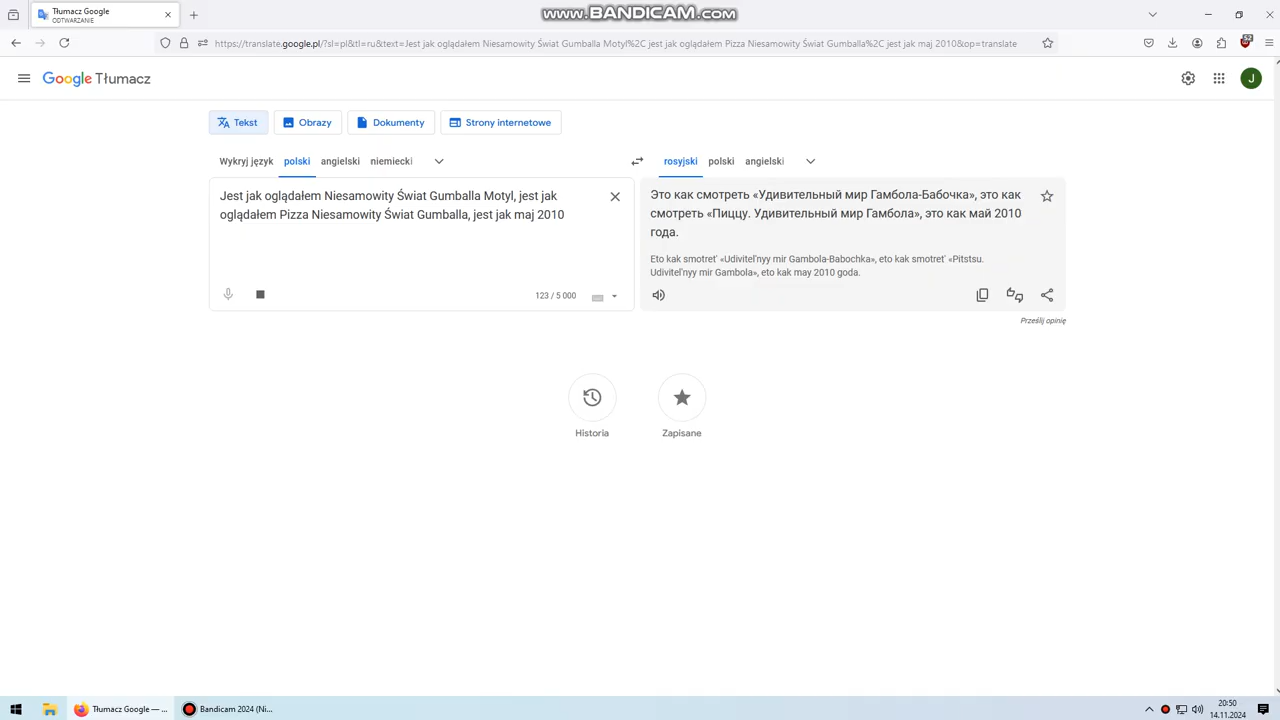 Tłumacz Google
ODTWARZANIE
www.BANDICAM.com
https://translate.google.pl/?sl=pl&tl=ru&text=Jest jak oglądałem Niesamowity Świat Gumballa Motyl%2C jest jak oglądałem Pizza Niesamowity Świat Gumballa%2C jest jak maj 2010&op=translate
Google Tłumacz
J
Tekst
Obrazy
Dokumenty
Strony internetowe
Wykryj język polski angielski niemiecki
rosyjski polski angielski
Jest jak oglądałem Niesamowity Świat Gumballa Motyl, jest jak
oglądałem Pizza Niesamowity Świat Gumballa, jest jak maj 2010
123 / 5 000
Это как смотреть «Удивительный мир Гамбола-Бабочка», это как
смотреть «Пиццу. Удивительный мир Гамбола», это как май 2010
года.
Eto kak smotret' «Udivitel'nyy mir Gambola-Babochka», eto kak smotret' «Pitstsu.
Udivitel'nyy mir Gambola», eto kak may 2010 goda.
Prześlij opinię
Historia
Zapisane
Tłumacz Google — ...
Bandicam 2024 (Ni...
20:50
14.11.2024